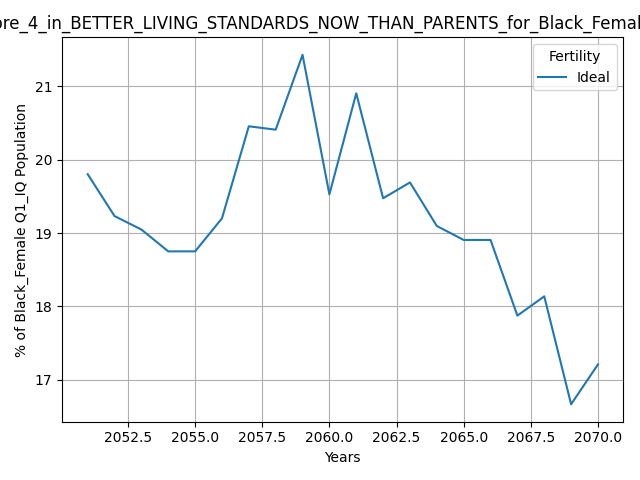 ore_4_in_BETTER_LIVING_STANDARDS_NOW_THAN_PARENTS_for_Black_Femal
Fertility
Ideal
% of Black_Female Q1_IQ Population
21
20
19
18
17
2052.5 2055.0 2057.5 2060.0 2062.5 2065.0 2067.5 2070.0
Years